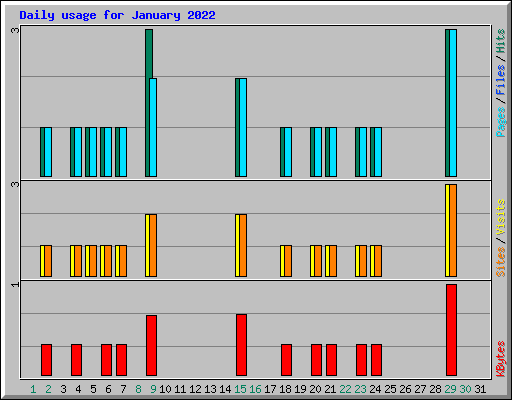 Daily usage for January 2022
3
Pages / Files / Hits
3
Sites / Visits
1
KBytes
1 2 3 4 5 6 7 8 9 10 11 12 13 14 15 16 17 18 19 20 21 22 23 24 25 26 27 28 29 30 31